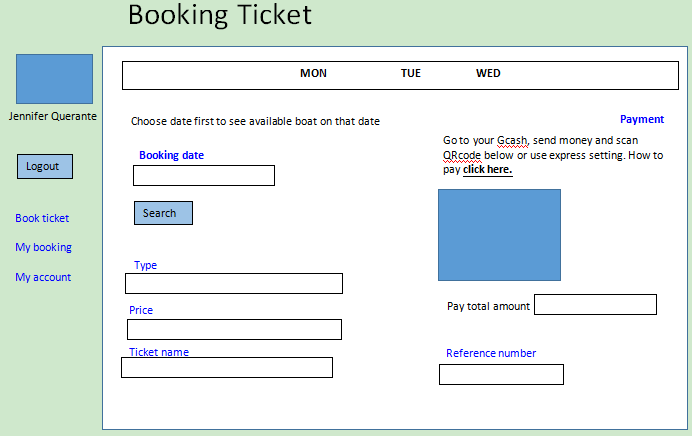 Booking Ticket
MON TUE WED
Jennifer Querante
Logout
Book ticket
My booking
My account
Choose date first to see available boat on that date
Booking date
Search
Type
Price
Ticket name
Payment
Go to your Gcash, send money and scan
QRcode below or use express setting. How to
pay click here.
Pay total amount
Reference number